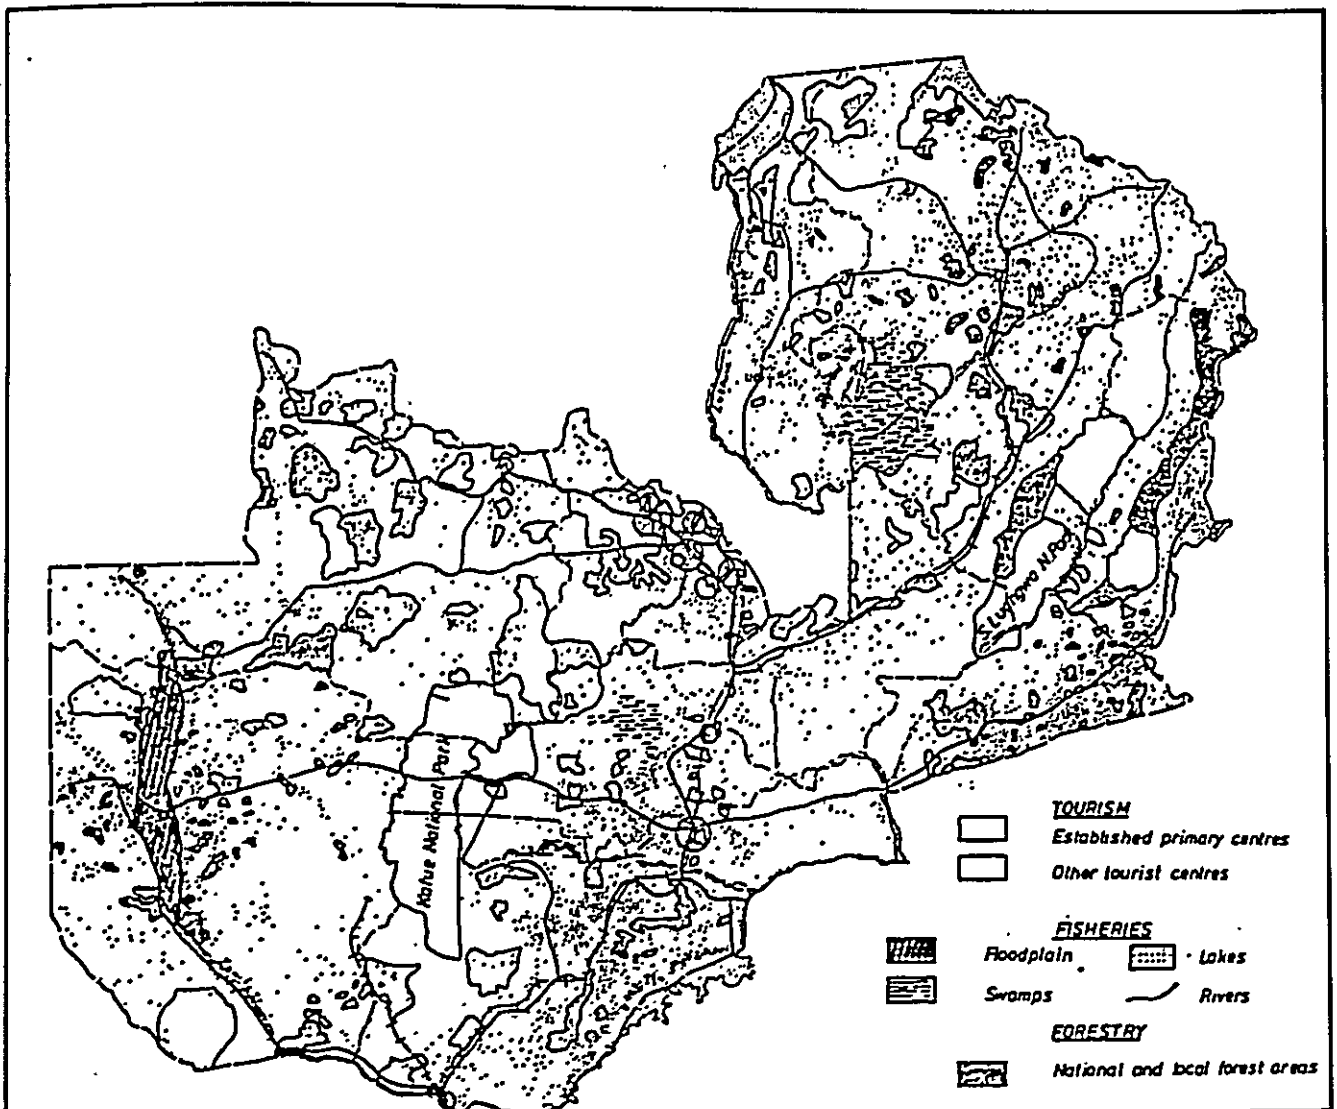 Kafue National Park
S. Luangwa N. Park
TOURISM
Established primary centres
Other tourist centres
FISHERIES
Floodplain
Lakes
Swamps
Rivers
FORESTRY
National and local forest areas